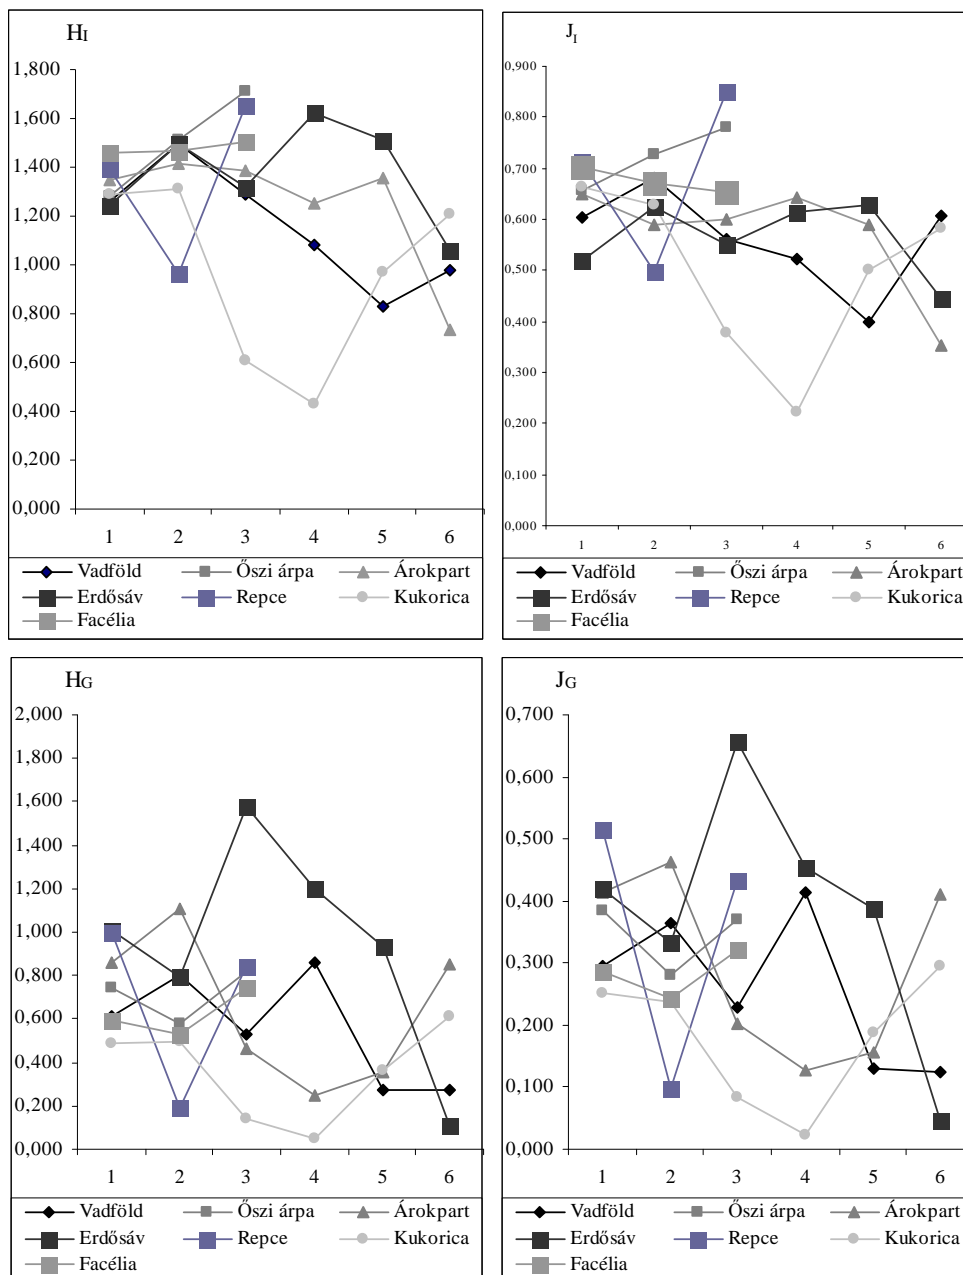 HI
1,800
1,600
1,400
1,200
1,000
0,800
0,600
0,400
0,200
0,000
1 2 3 4 5 6
Vadföld Őszi árpa Árokpart
Erdősáv Repce Kukorica
Facélia
JI
0,900
0,800
0,700
0,600
0,500
0,400
0,300
0,200
0,100
0,000
1 2 3 4 5 6
Vadföld Őszi árpa Árokpart
Erdősáv Repce Kukorica
Facélia
HG
2,000
1,800
1,600
1,400
1,200
1,000
0,800
0,600
0,400
0,200
0,000
1 2 3 4 5 6
Vadföld Őszi árpa Árokpart
Erdősáv Repce Kukorica
Facélia
JG
0,700
0,600
0,500
0,400
0,300
0,200
0,100
0,000
1 2 3 4 5 6
Vadföld Őszi árpa Árokpart
Erdősáv Repce Kukorica
Facélia